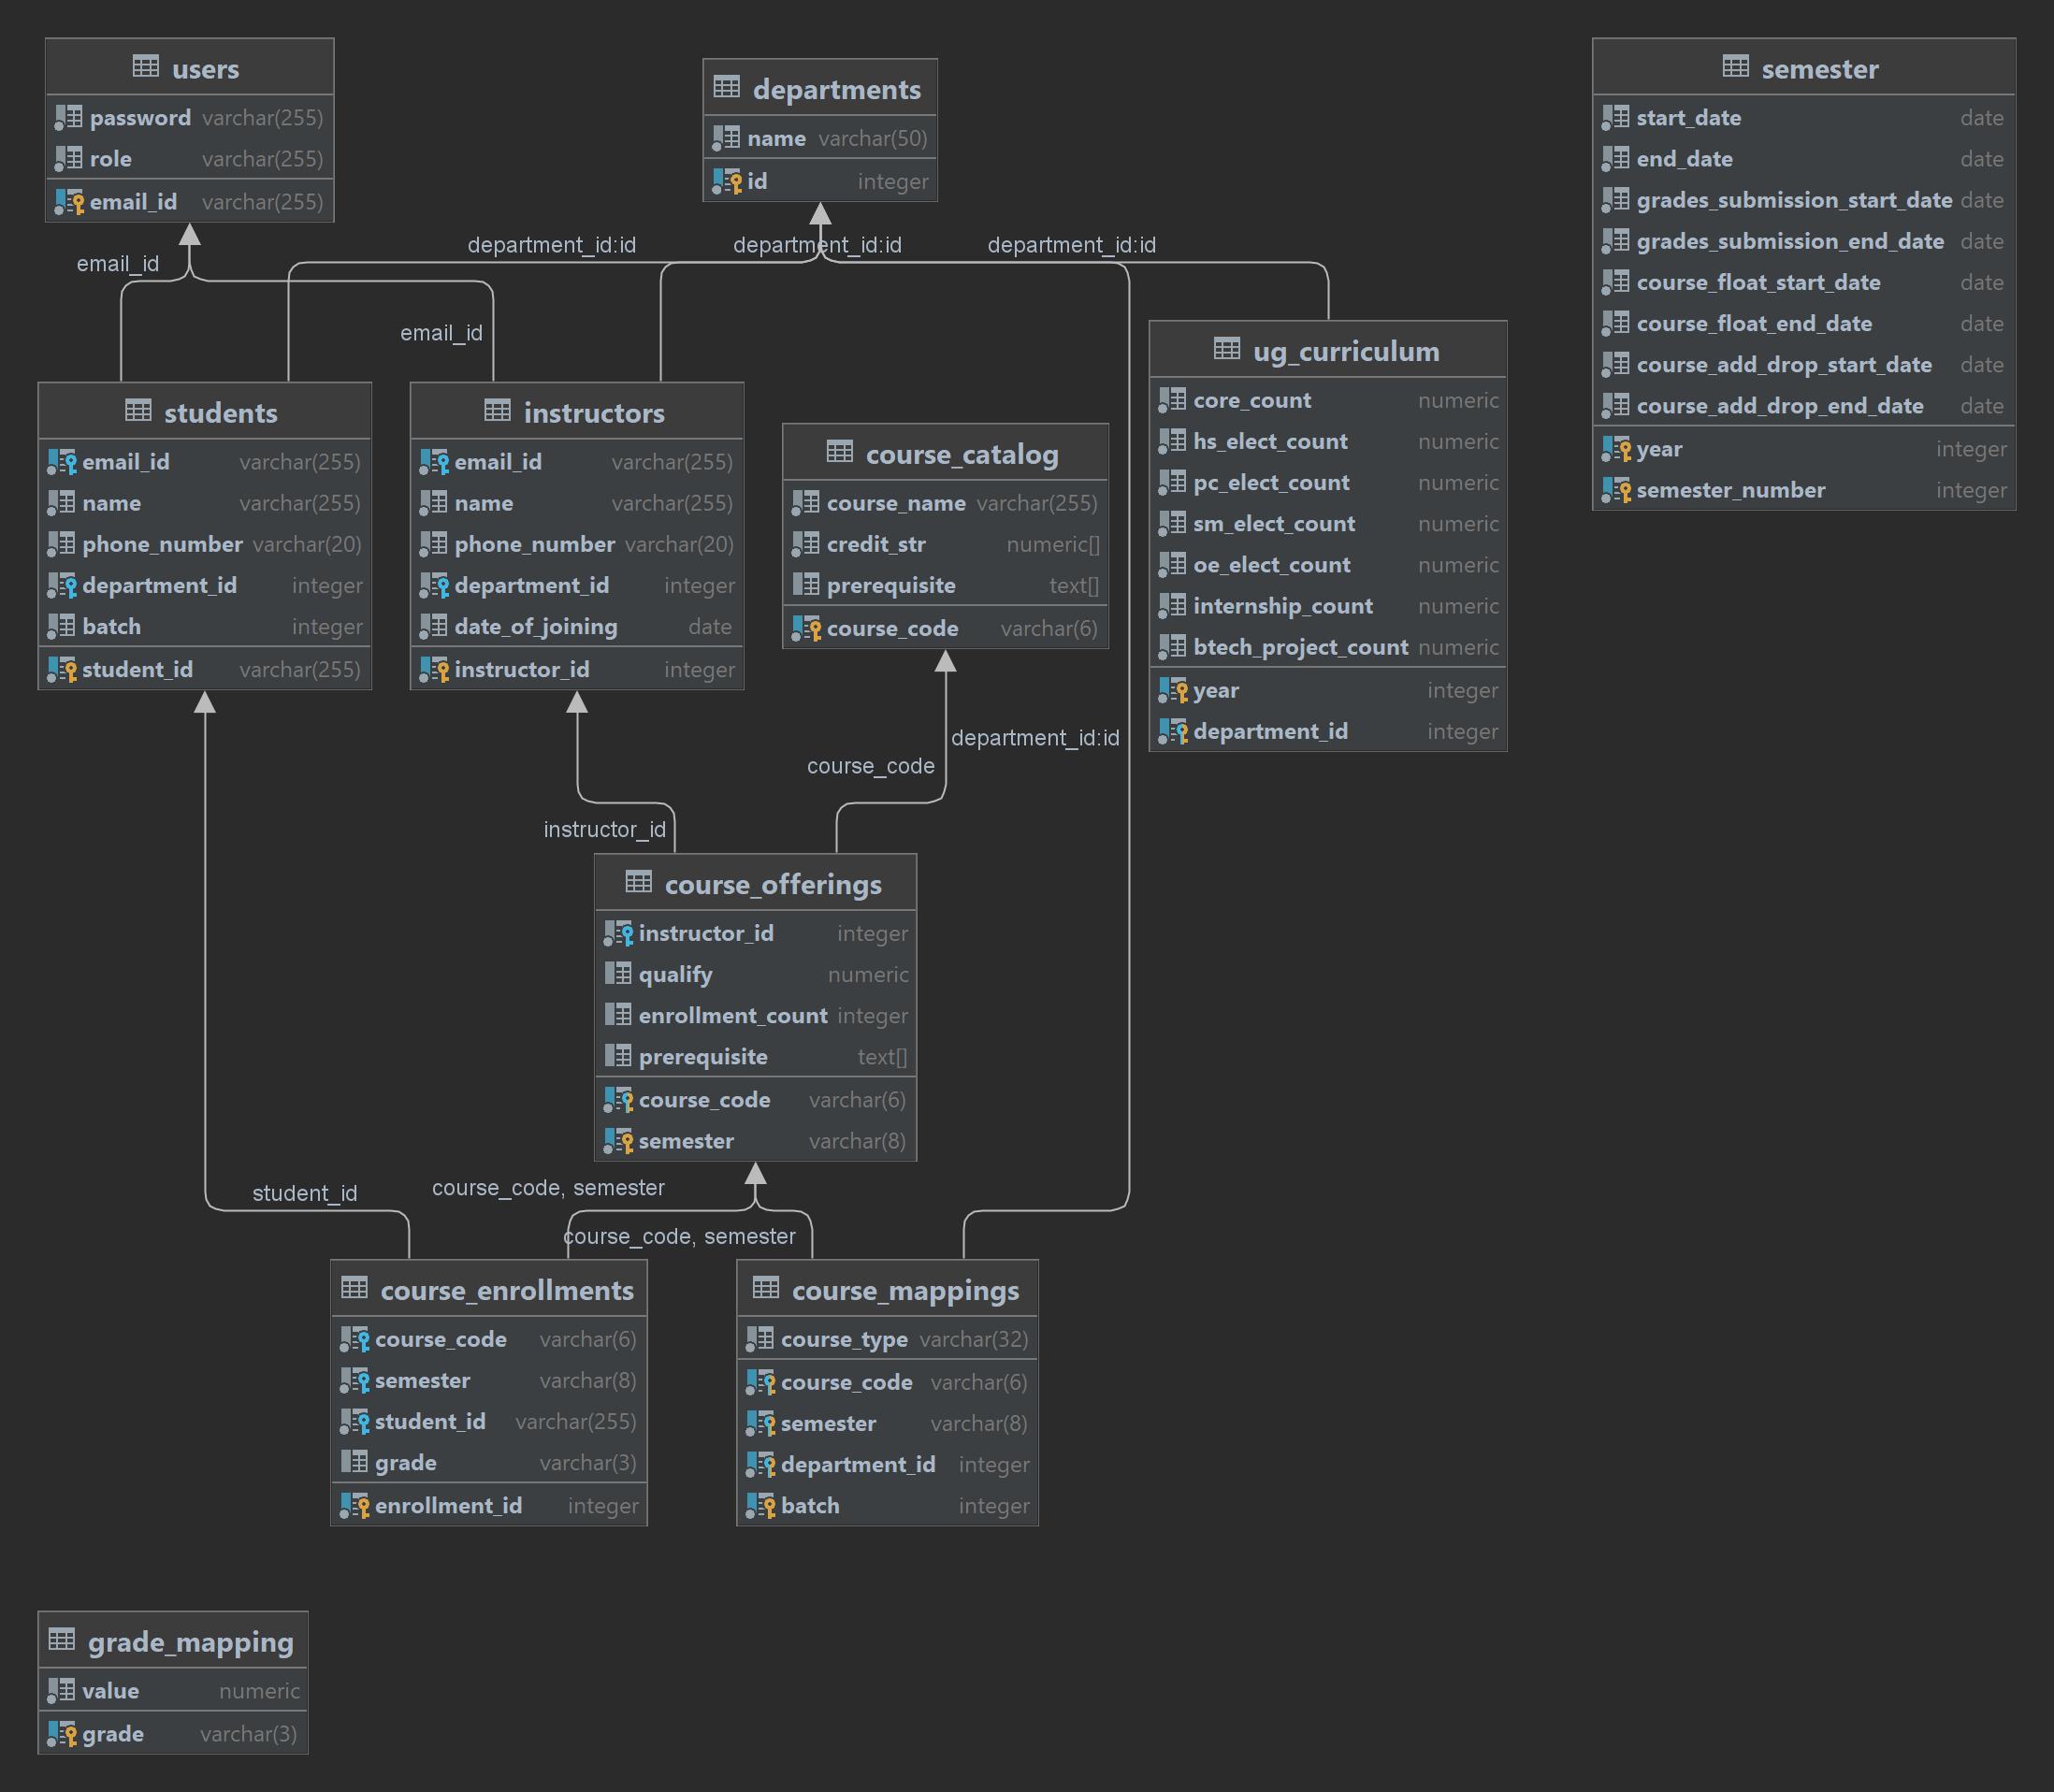 users
password varchar(255)
role varchar(255)
email_id varchar(255)
departments
name varchar(50)
id integer
semester
start_date date
end_date date
grades_submission_start_date date
grades_submission_end_date date
course_float_start_date date
course_float_end_date date
course_add_drop_start_date date
course_add_drop_end_date date
year integer
semester_number integer
email_id
department_id:id
department_id:id
department_id:id
email_id
students
email_id varchar(255)
name varchar(255)
phone_number varchar(20)
department_id integer
batch integer
student_id varchar(255)
instructors
email_id varchar(255)
name varchar(255)
phone_number varchar(20)
department_id integer
date_of_joining date
instructor_id integer
course_catalog
course_name varchar(255)
credit_str numeric[]
prerequisite text[]
course_code varchar(6)
ug_curriculum
core_count numeric
hs_elect_count numeric
pc_elect_count numeric
sm_elect_count numeric
oe_elect_count numeric
internship_count numeric
btech_project_count numeric
year integer
department_id integer
department_id:id
course_code
instructor_id
course_offerings
instructor_id integer
qualify numeric
enrollment_count integer
prerequisite text[]
course_code varchar(6)
semester varchar(8)
student_id
course_code, semester
course_code, semester
course_enrollments
course_code varchar(6)
semester varchar(8)
student_id varchar(255)
grade varchar(3)
enrollment_id integer
course_mappings
course_type varchar(32)
course_code varchar(6)
semester varchar(8)
department_id integer
batch integer
grade_mapping
value numeric
grade varchar(3)